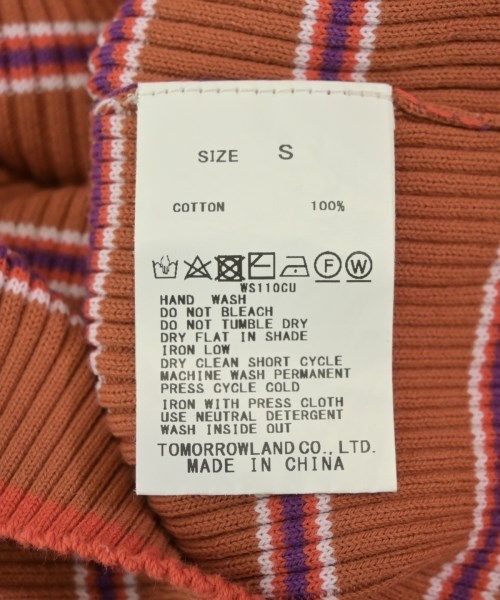 SIZE S
COTTON 100%
F W
WS110CU
HAND WASH
DO NOT BLEACH
DO NOT TUMBLE DRY
DRY FLAT IN SHADE
IRON LOW
DRY CLEAN SHORT CYCLE
MACHINE WASH PERMANENT
PRESS CYCLE COLD
IRON WITH PRESS CLOTH
USE NEUTRAL DETERGENT
WASH INSIDE OUT
TOMORROWLAND CO., LTD.
MADE IN CHINA